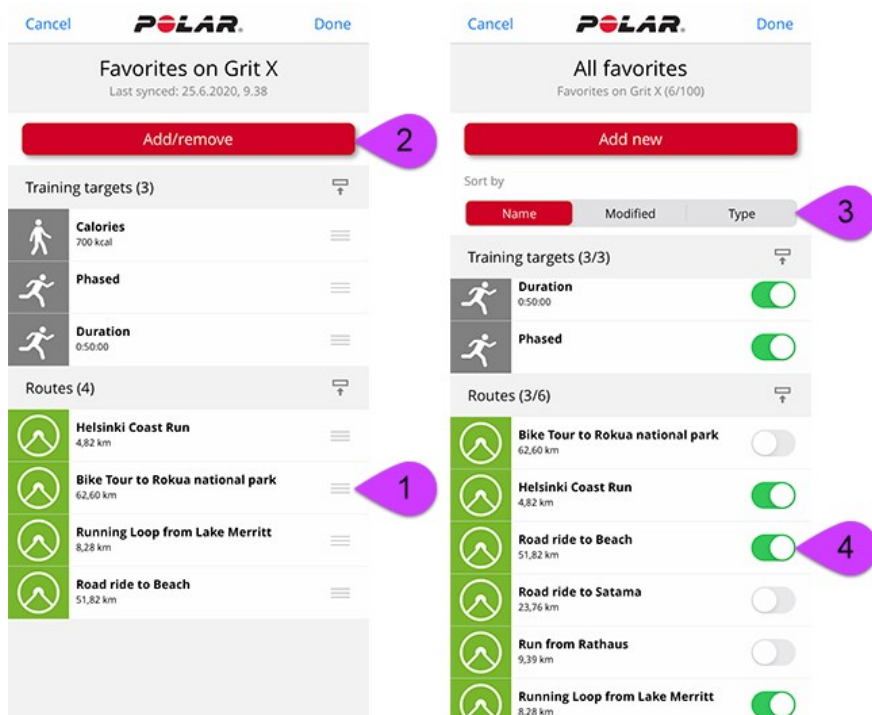 Cancel POLAR. Done
Favorites on Grit X
Last synced: 25.6.2020, 9.38
Add/remove
2
Training targets (3)
Calories
700 kcal
Phased
Duration
0:50:00
Routes (4)
Helsinki Coast Run
4,82 km
Bike Tour to Rokua national park
62,60 km
1
Running Loop from Lake Merritt
8,28 km
Road ride to Beach
51,82 km
Cancel POLAR. Done
All favorites
Favorites on Grit X (6/100)
Add new
Sort by
Name Modified Type
3
Training targets (3/3)
Duration
0:50:00
Phased
Routes (3/6)
Bike Tour to Rokua national park
62,60 km
Helsinki Coast Run
4,82 km
Road ride to Beach
51,82 km
4
Road ride to Satama
23,76 km
Run from Rathaus
9,39 km
Running Loop from Lake Merritt
8,28 km